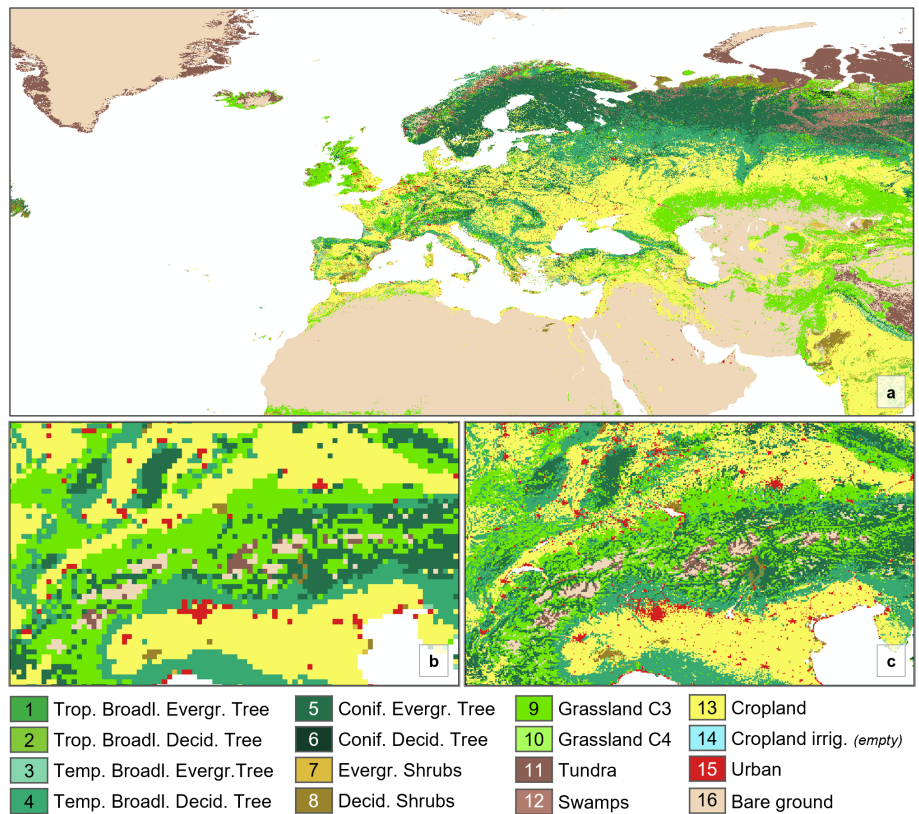 a
b
c
1 Trop. Broadl. Evergr. Tree
5 Conif. Evergr. Tree
9 Grassland C3
13 Cropland
2 Trop. Broadl. Decid. Tree
6 Conif. Decid. Tree
10 Grassland C4
14 Cropland irrig. (empty)
3 Temp. Broadl. Evergr.Tree
7 Evergr. Shrubs
11 Tundra
15 Urban
4 Temp. Broadl. Decid. Tree
8 Decid. Shrubs
12 Swamps
16 Bare ground